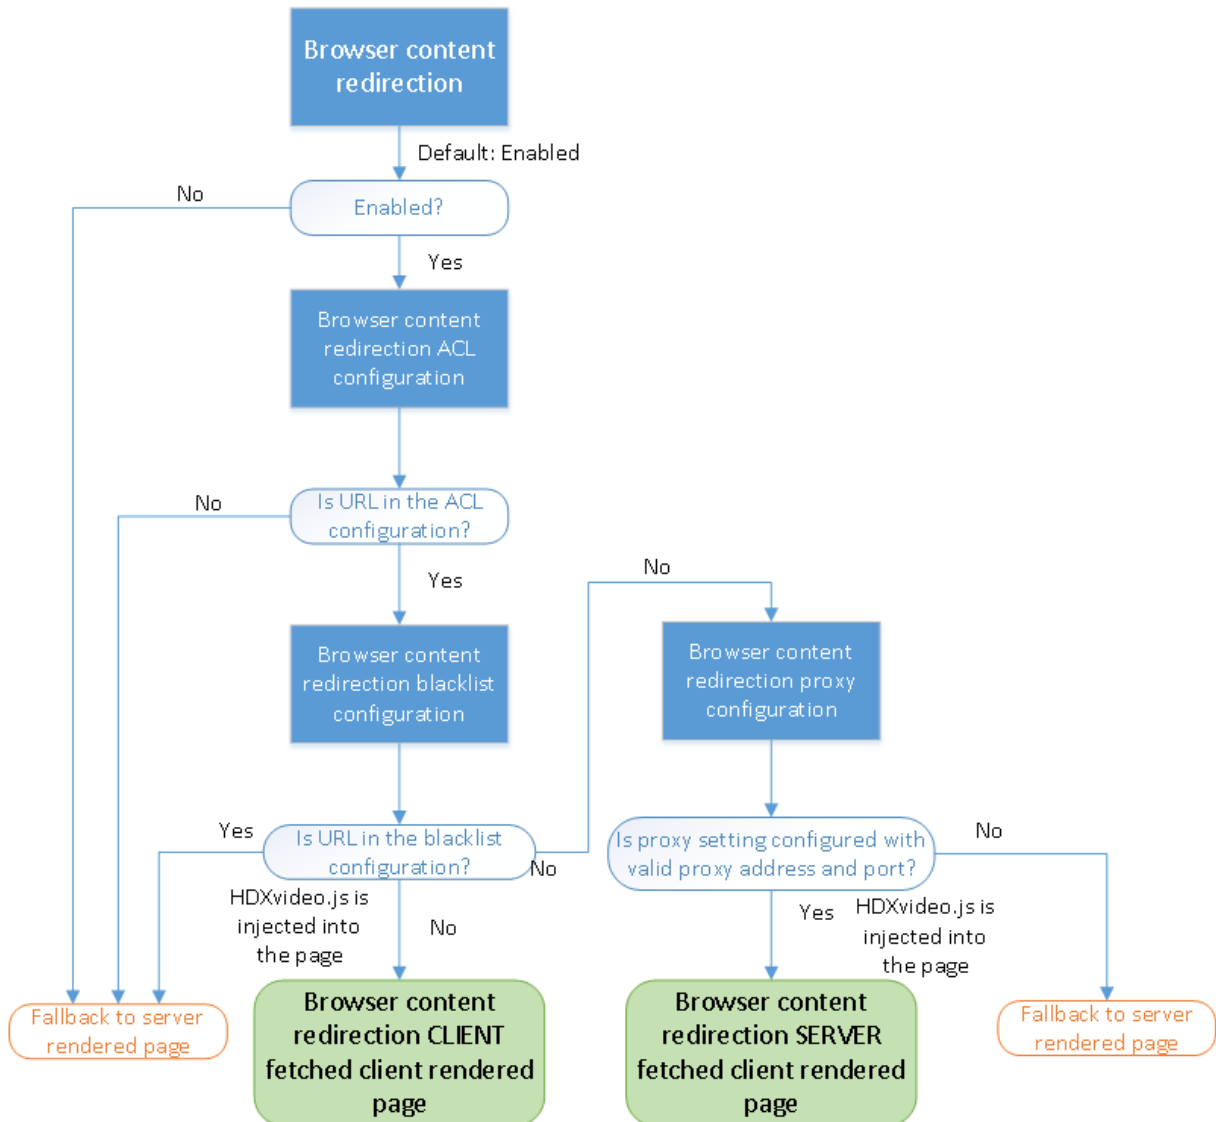 Browser content
redirection
Default: Enabled
No
Enabled?
Yes
Browser content
redirection ACL
configuration
No
Is URL in the ACL
configuration?
Yes
No
Browser content
redirection blacklist
configuration
Browser content
redirection proxy
configuration
Yes
Is URL in the blacklist
configuration?
No
Is proxy setting configured with
valid proxy address and port?
No
HDXvideo.js is
injected into
the page
No
Yes
HDXvideo.js is
injected into
the page
Fallback to server
rendered page
Browser content
redirection CLIENT
fetched client rendered
page
Browser content
redirection SERVER
fetched client rendered
page
Fallback to server
rendered page